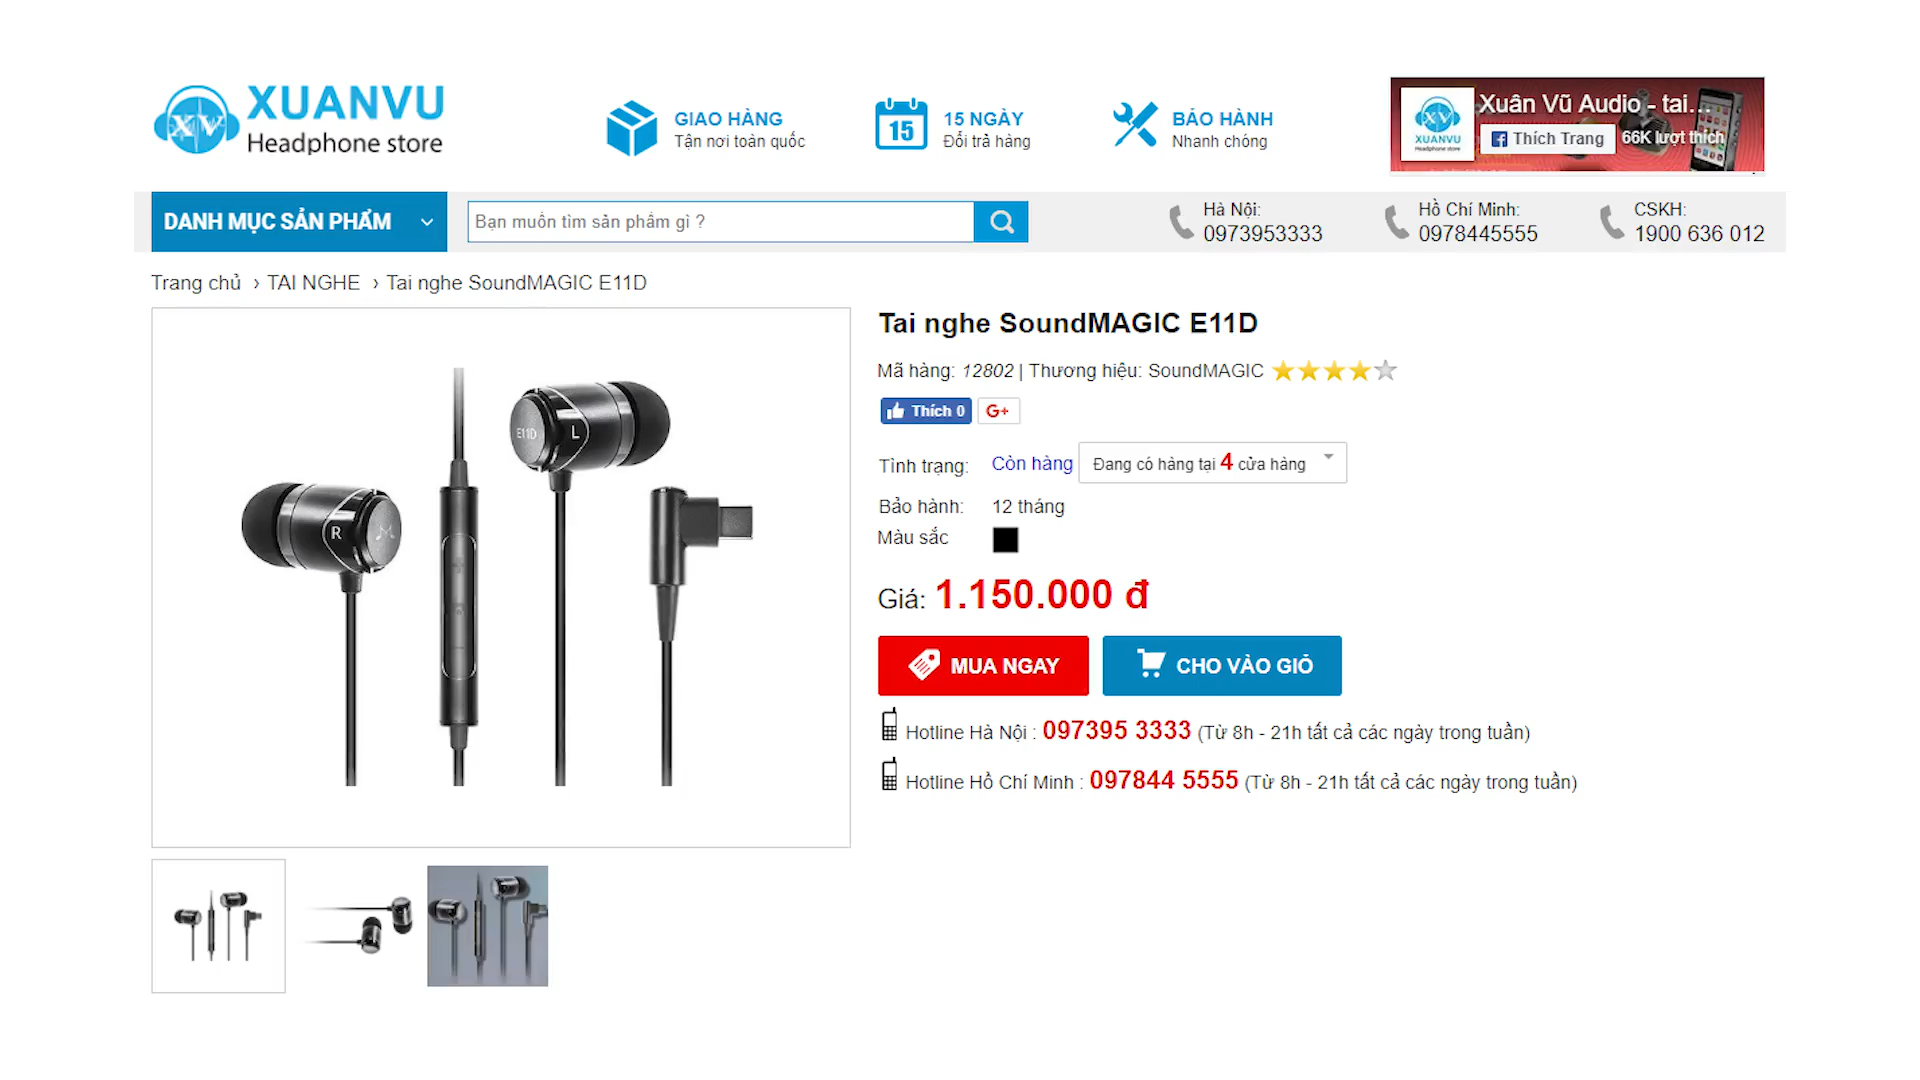 XUANVU
Headphone store
GIAO HÀNG
Tận nơi toàn quốc
15
15 NGÀY
Đổi trả hàng
BẢO HÀNH
Nhanh chóng
XUANVU
Headphone store
Xuân Vũ Audio - tai...
Thích Trang
66K lượt thích
DANH MỤC SẢN PHẨM
Bạn muốn tìm sản phẩm gì ?
Hà Nội:
0973953333
Hồ Chí Minh:
0978445555
CSKH:
1900 636 012
Trang chủ › TAI NGHE › Tai nghe SoundMAGIC E11D
Tai nghe SoundMAGIC E11D
Mã hàng: 12802 | Thương hiệu: SoundMAGIC
Thích 0
G+
Tình trạng: Còn hàng Đang có hàng tại 4 cửa hàng
Bảo hành: 12 tháng
Màu sắc
Giá: 1.150.000 đ
MUA NGAY
CHO VÀO GIỎ
Hotline Hà Nội : 097395 3333 (Từ 8h - 21h tất cả các ngày trong tuần)
Hotline Hồ Chí Minh : 097844 5555 (Từ 8h - 21h tất cả các ngày trong tuần)
E11D
L
R